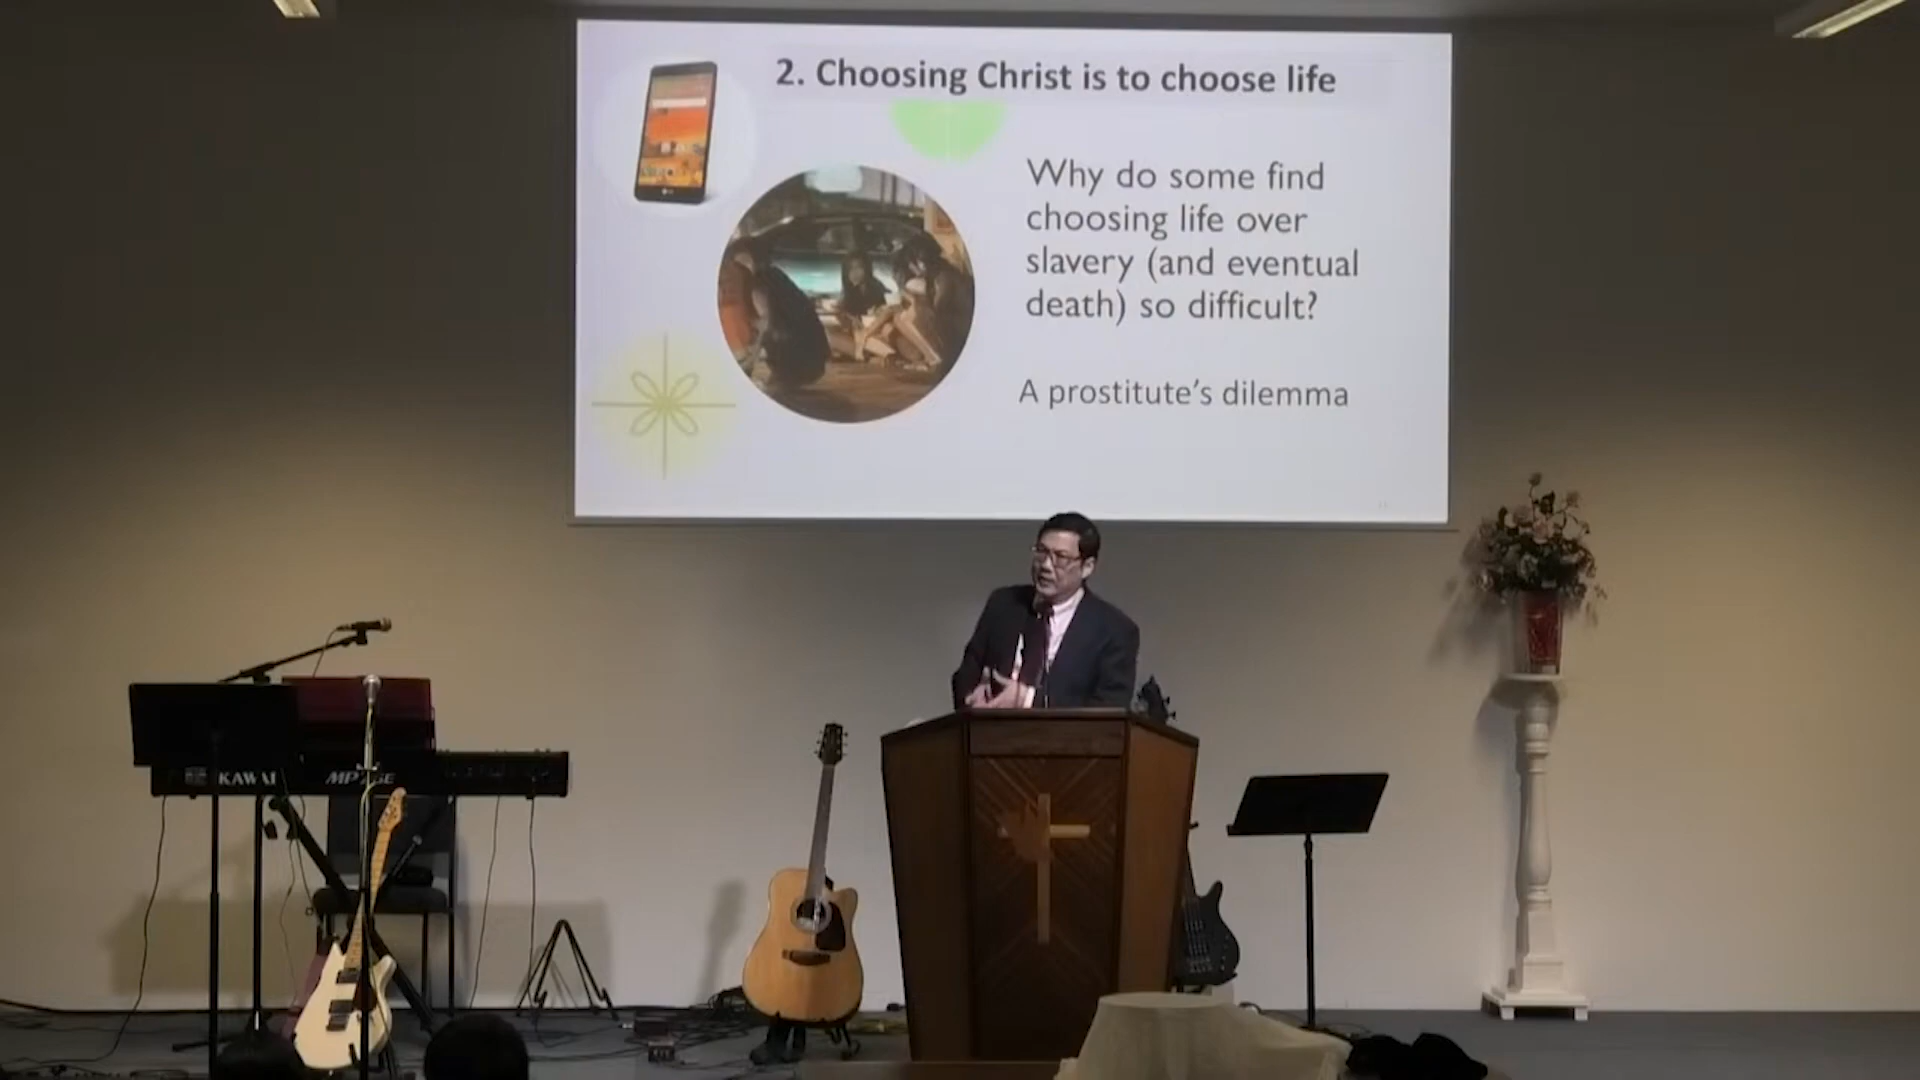 2. Choosing Christ is to choose life
Why do some find
choosing life over
slavery (and eventual
death) so difficult?
A prostitute's dilemma
KAWAI